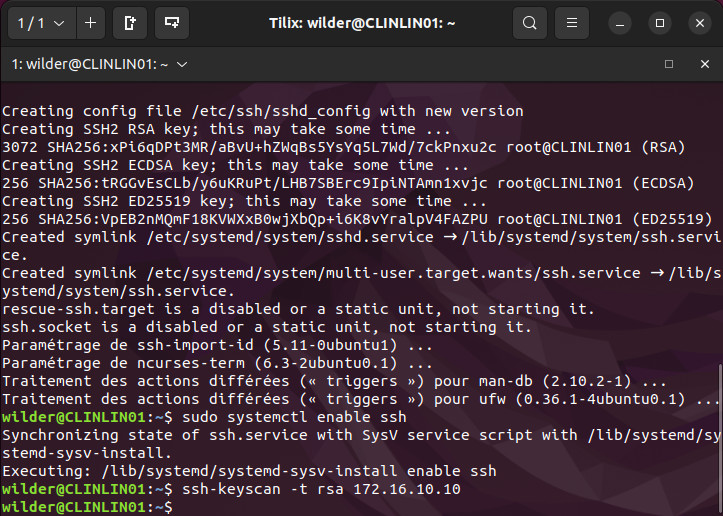 1 / 1
Tilix: wilder@CLINLIN01: ~
1: wilder@CLINLIN01: ~
Creating config file /etc/ssh/sshd_config with new version
Creating SSH2 RSA key; this may take some time ...
3072 SHA256:xPi6qDPt3MR/aBvU+hZWqBs5YsYq5L7Wd/7ckPnxu2c root@CLINLIN01 (RSA)
Creating SSH2 ECDSA key; this may take some time ...
256 SHA256:tRGGvEsCLb/y6uKRuPt/LHB7SBErc9IpiNTAmn1xvjc root@CLINLIN01 (ECDSA)
Creating SSH2 ED25519 key; this may take some time ...
256 SHA256:VpEB2nMQmF18KVWXxB0wjXbQp+i6K8vYralpV4FAZPU root@CLINLIN01 (ED25519)
Created symlink /etc/systemd/system/sshd.service → /lib/systemd/system/ssh.servi
ce.
Created symlink /etc/systemd/system/multi-user.target.wants/ssh.service → /lib/s
ystemd/system/ssh.service.
rescue-ssh.target is a disabled or a static unit, not starting it.
ssh.socket is a disabled or a static unit, not starting it.
Paramétrage de ssh-import-id (5.11-0ubuntu1) ...
Paramétrage de ncurses-term (6.3-2ubuntu0.1) ...
Traitement des actions différées (« triggers ») pour man-db (2.10.2-1) ...
Traitement des actions différées (« triggers ») pour ufw (0.36.1-4ubuntu0.1) ...
wilder@CLINLIN01:~$ sudo systemctl enable ssh
Synchronizing state of ssh.service with SysV service script with /lib/systemd/sy
stemd-sysv-install.
Executing: /lib/systemd/systemd-sysv-install enable ssh
wilder@CLINLIN01:~$ ssh-keyscan -t rsa 172.16.10.10
wilder@CLINLIN01:~$